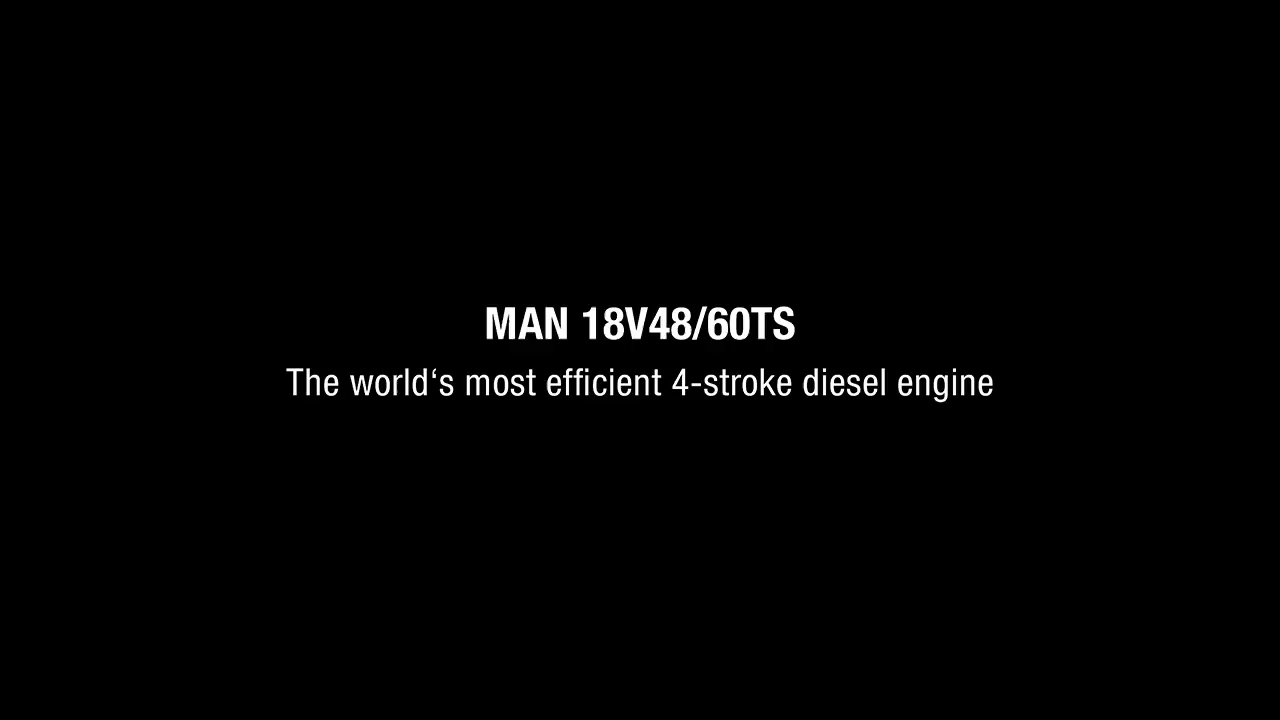 MAN 18V48/60TS
The world‘s most efficient 4-stroke diesel engine